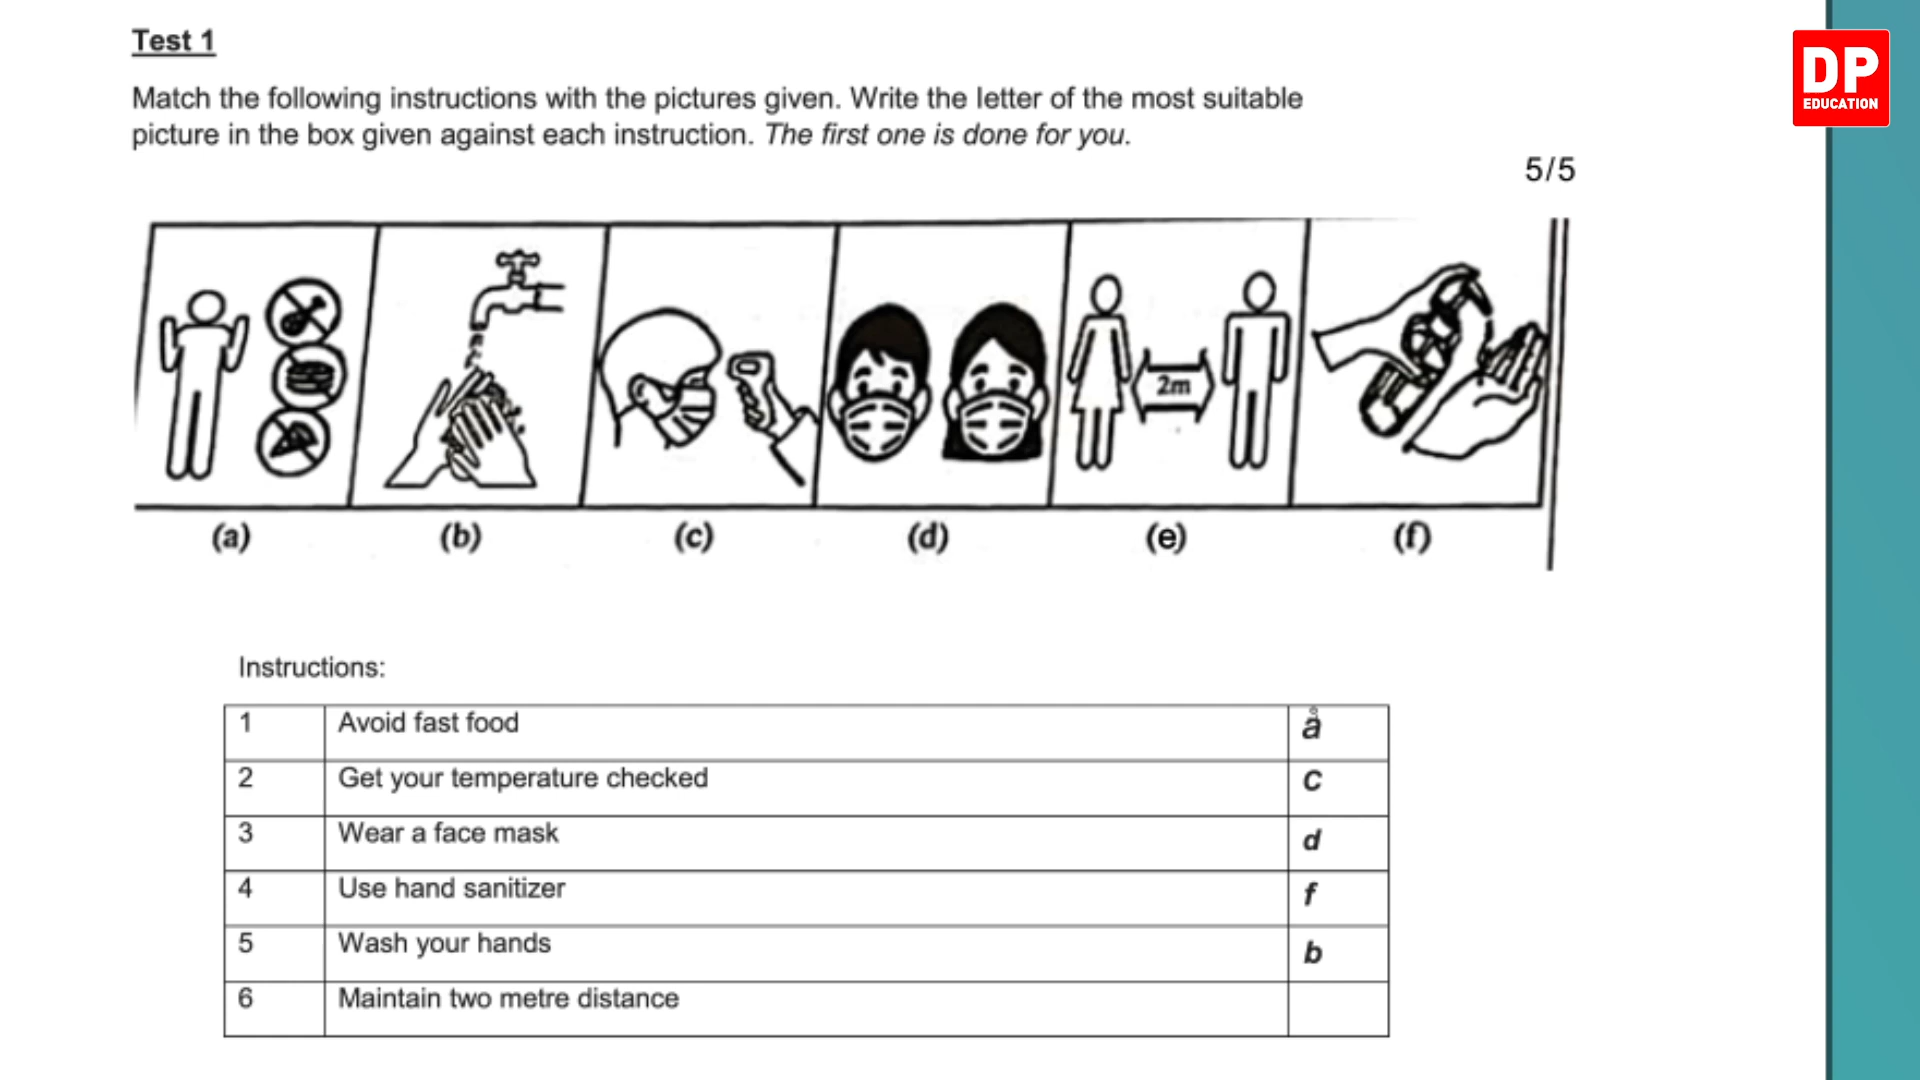 Test 1
DP
EDUCATION
Match the following instructions with the pictures given. Write the letter of the most suitable
picture in the box given against each instruction. The first one is done for you.
5/5
2m
(a) (b) (c) (d) (e) (f)
Instructions:
1 Avoid fast food å
2 Get your temperature checked c
3 Wear a face mask d
4 Use hand sanitizer f
5 Wash your hands b
6 Maintain two metre distance